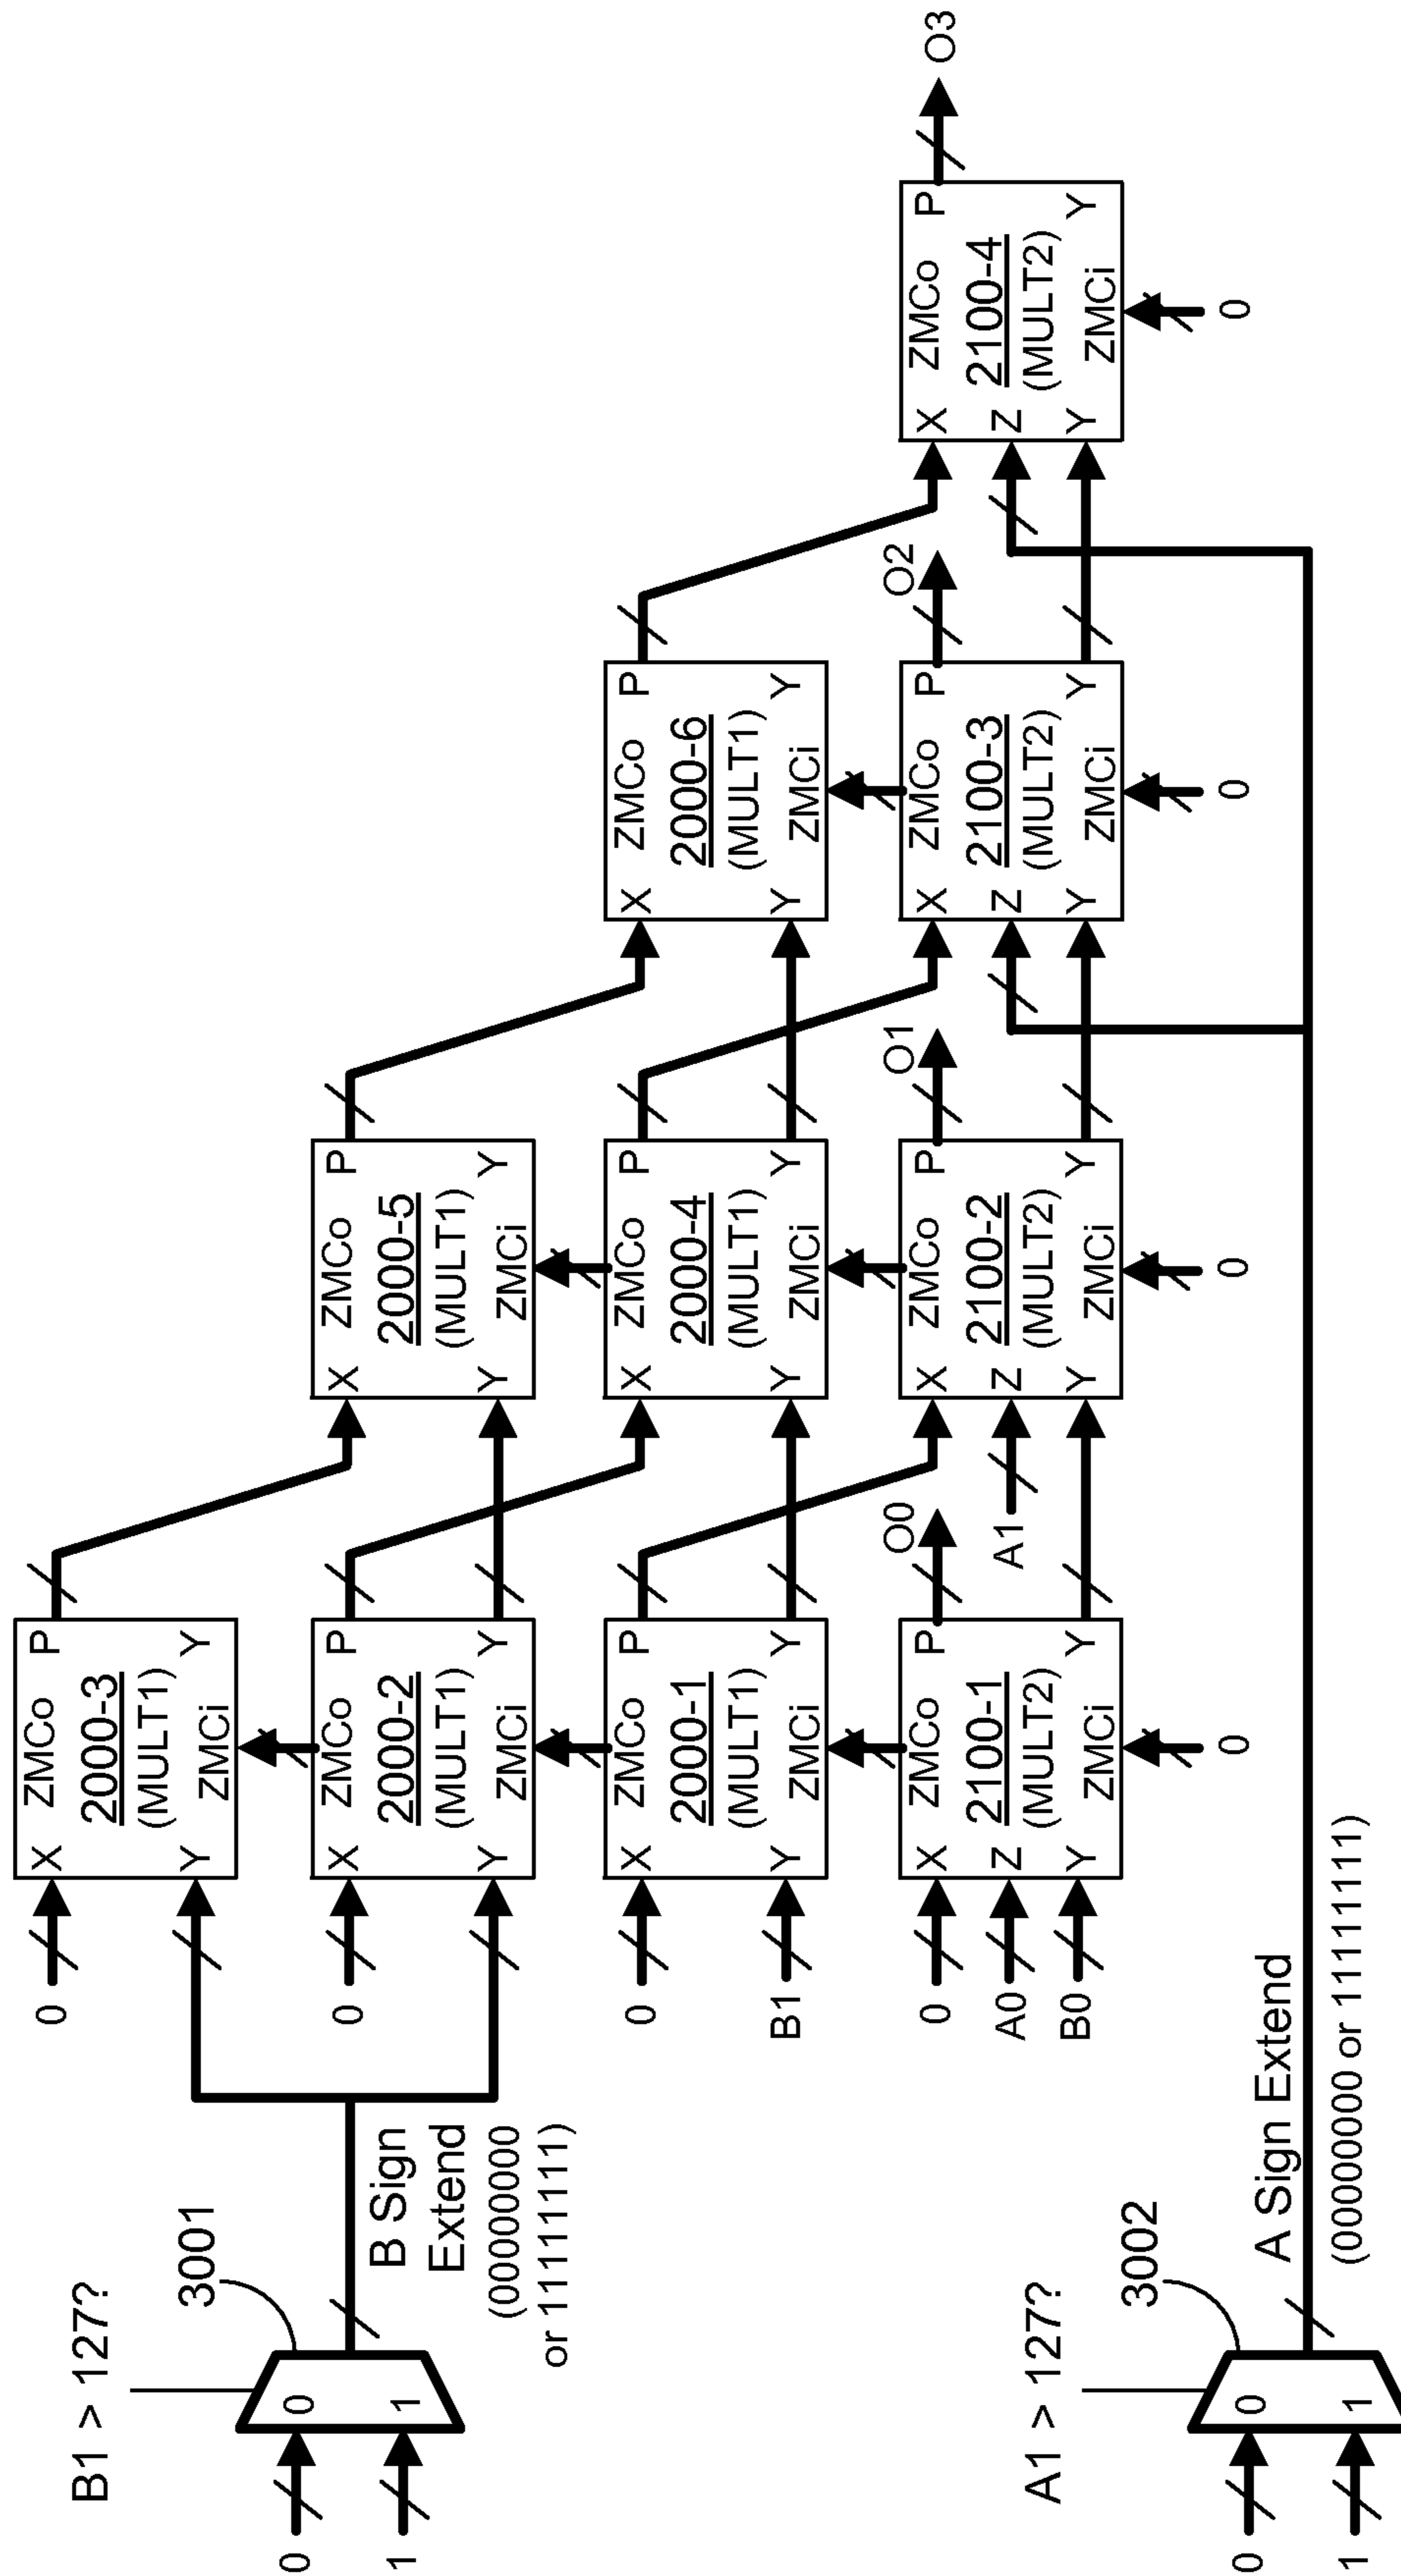 B1 > 127?
3001
0
1
0
1
B Sign
Extend
(00000000
or 11111111)
0
X ZMCo P
2000-3
(MULT1)
Y ZMCi Y
0
X ZMCo P
2000-2
(MULT1)
Y ZMCi Y
X ZMCo P
2000-5
(MULT1)
Y ZMCi Y
0
B1
X ZMCo P
2000-1
(MULT1)
Y ZMCi Y
X ZMCo P
2000-4
(MULT1)
Y ZMCi Y
X ZMCo P
2000-6
(MULT1)
Y ZMCi Y
0
A0
B0
X ZMCo P
Z 2100-1
(MULT2)
Y ZMCi Y
0
O0
A1
X ZMCo P
Z 2100-2
(MULT2)
Y ZMCi Y
0
O1
X ZMCo P
Z 2100-3
(MULT2)
Y ZMCi Y
0
O2
X ZMCo P
Z 2100-4
(MULT2)
Y ZMCi Y
0
O3
A1 > 127?
3002
0
1
0
1
A Sign Extend
(00000000 or 11111111)